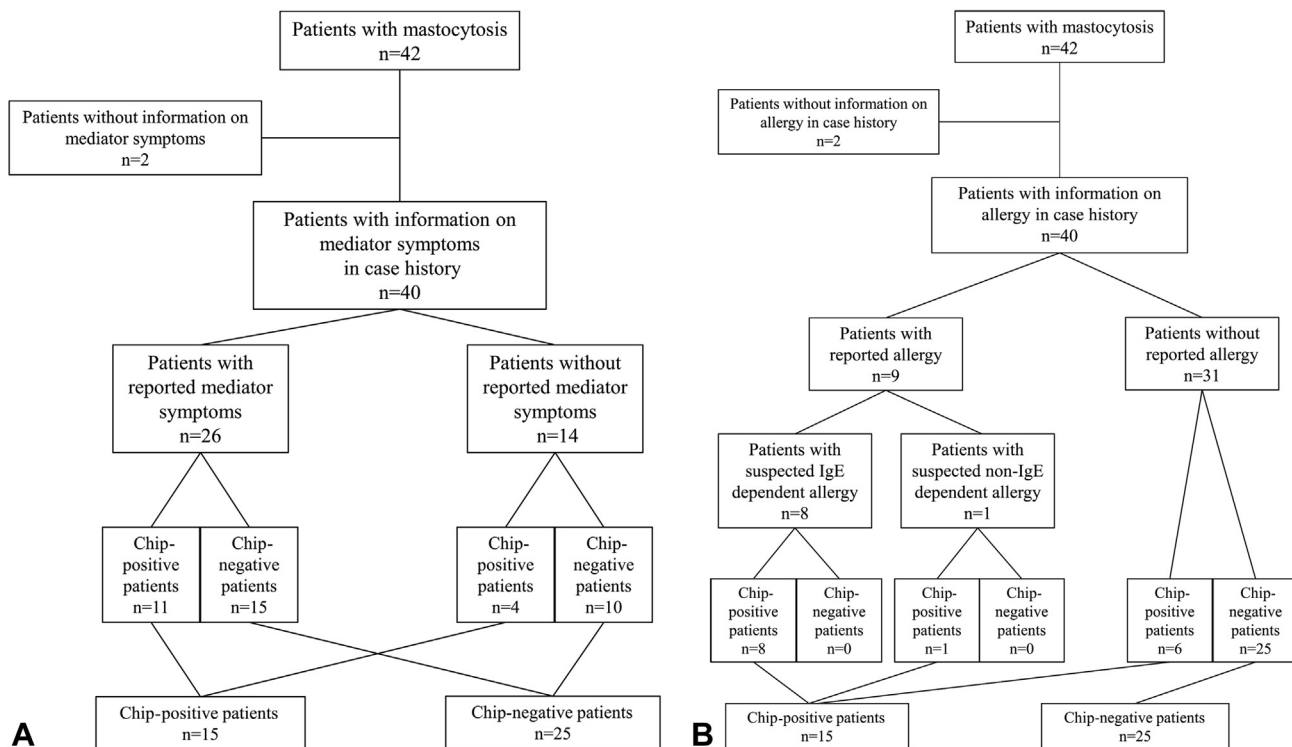 Patients with mastocytosis
n=42
Patients without information on
mediator symptoms
n=2
Patients with information on
mediator symptoms
in case history
n=40
Patients with
reported mediator
symptoms
n=26
Patients without
reported mediator
symptoms
n=14
Chip-
positive
patients
n=11
Chip-
negative
patients
n=15
Chip-
positive
patients
n=4
Chip-
negative
patients
n=10
Chip-positive patients
n=15
Chip-negative patients
n=25
A
Patients with mastocytosis
n=42
Patients without information on
allergy in case history
n=2
Patients with information on
allergy in case history
n=40
Patients with
reported allergy
n=9
Patients without
reported allergy
n=31
Patients with
suspected IgE
dependent allergy
n=8
Patients with
suspected non-IgE
dependent allergy
n=1
Chip-
positive
patients
n=8
Chip-
negative
patients
n=0
Chip-
positive
patients
n=1
Chip-
negative
patients
n=0
Chip-
positive
patients
n=6
Chip-
negative
patients
n=25
Chip-positive patients
n=15
Chip-negative patients
n=25
B